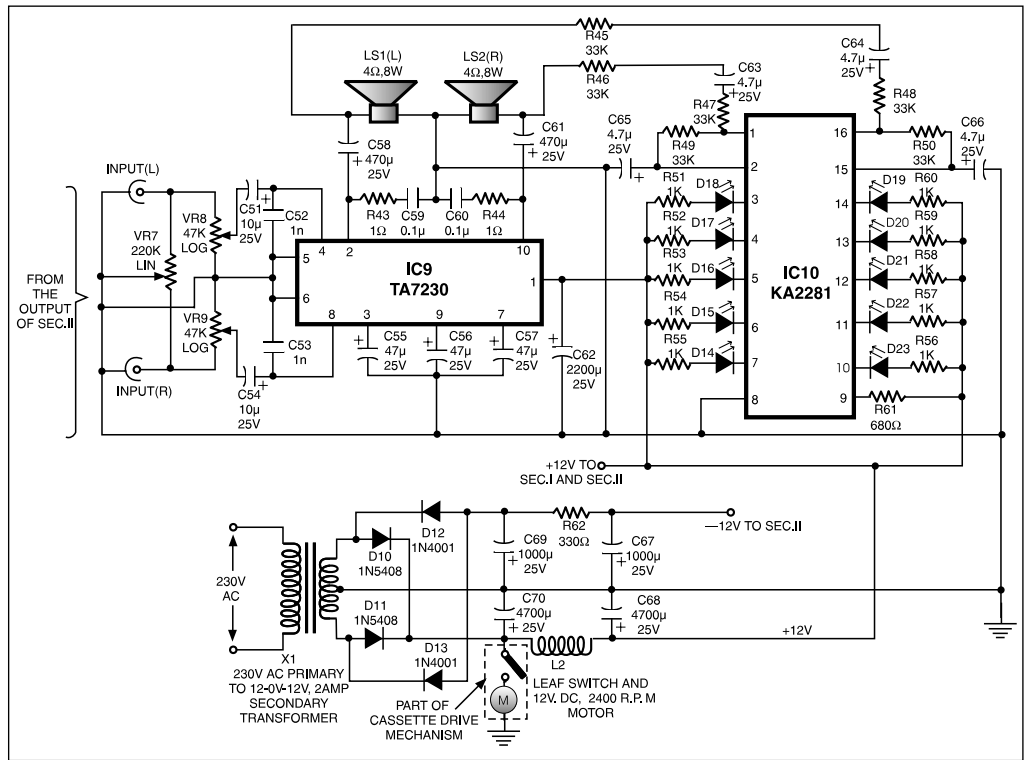 R45
33K
C64
4.7µ
25V
+
LS1(L)
4Ω,8W
LS2(R)
4Ω,8W
R46
33K
C63
4.7µ
+25V
R48
33K
R47
33K
C58
470µ
+ 25V
C61
470µ
+ 25V
C65
4.7µ
25V
+
R49
33K
1
16
R50
33K
C66
4.7µ
25V
+
2
15
INPUT(L)
VR8
47K
LOG
C51
10µ
25V
+
C52
1n
R43
1Ω
C59
0.1µ
C60
0.1µ
R44
1Ω
R51
1K
D18
3
R52
1K
D17
4
R53
1K
D16
5
R54
1K
D15
6
R55
1K
D14
7
8
IC10
KA2281
D19
R60
1K
14
D20
R59
1K
13
D21
R58
1K
12
D22
R57
1K
11
D23
R56
1K
10
9
R61
680Ω
FROM
THE
OUTPUT
OF SEC.II
VR7
220K
LIN
4
2
10
5
6
IC9
TA7230
1
8
3
9
7
VR9
47K
LOG
C53
1n
C54
10µ
25V
+
+ C55
47µ
25V
+ C56
47µ
25V
+ C57
47µ
25V
+
C62
2200µ
25V
INPUT(R)
+12V TO
SEC.I AND SEC.II
230V
AC
X1
230V AC PRIMARY
TO 12-0V-12V, 2AMP
SECONDARY
TRANSFORMER
D12
1N4001
D10
1N5408
D11
1N5408
D13
1N4001
C69
1000µ
+ 25V
R62
330Ω
C67
1000µ
+ 25V
—12V TO SEC.II
C70
4700µ
+ 25V
C68
4700µ
+ 25V
+12V
L2
M
PART OF
CASSETTE DRIVE
MECHANISM
LEAF SWITCH AND
12V. DC, 2400 R.P.M
MOTOR